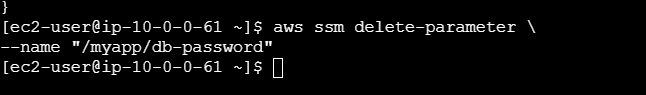 }
[ec2-user@ip-10-0-0-61 ~]$ aws ssm delete-parameter \
--name "/myapp/db-password"
[ec2-user@ip-10-0-0-61 ~]$